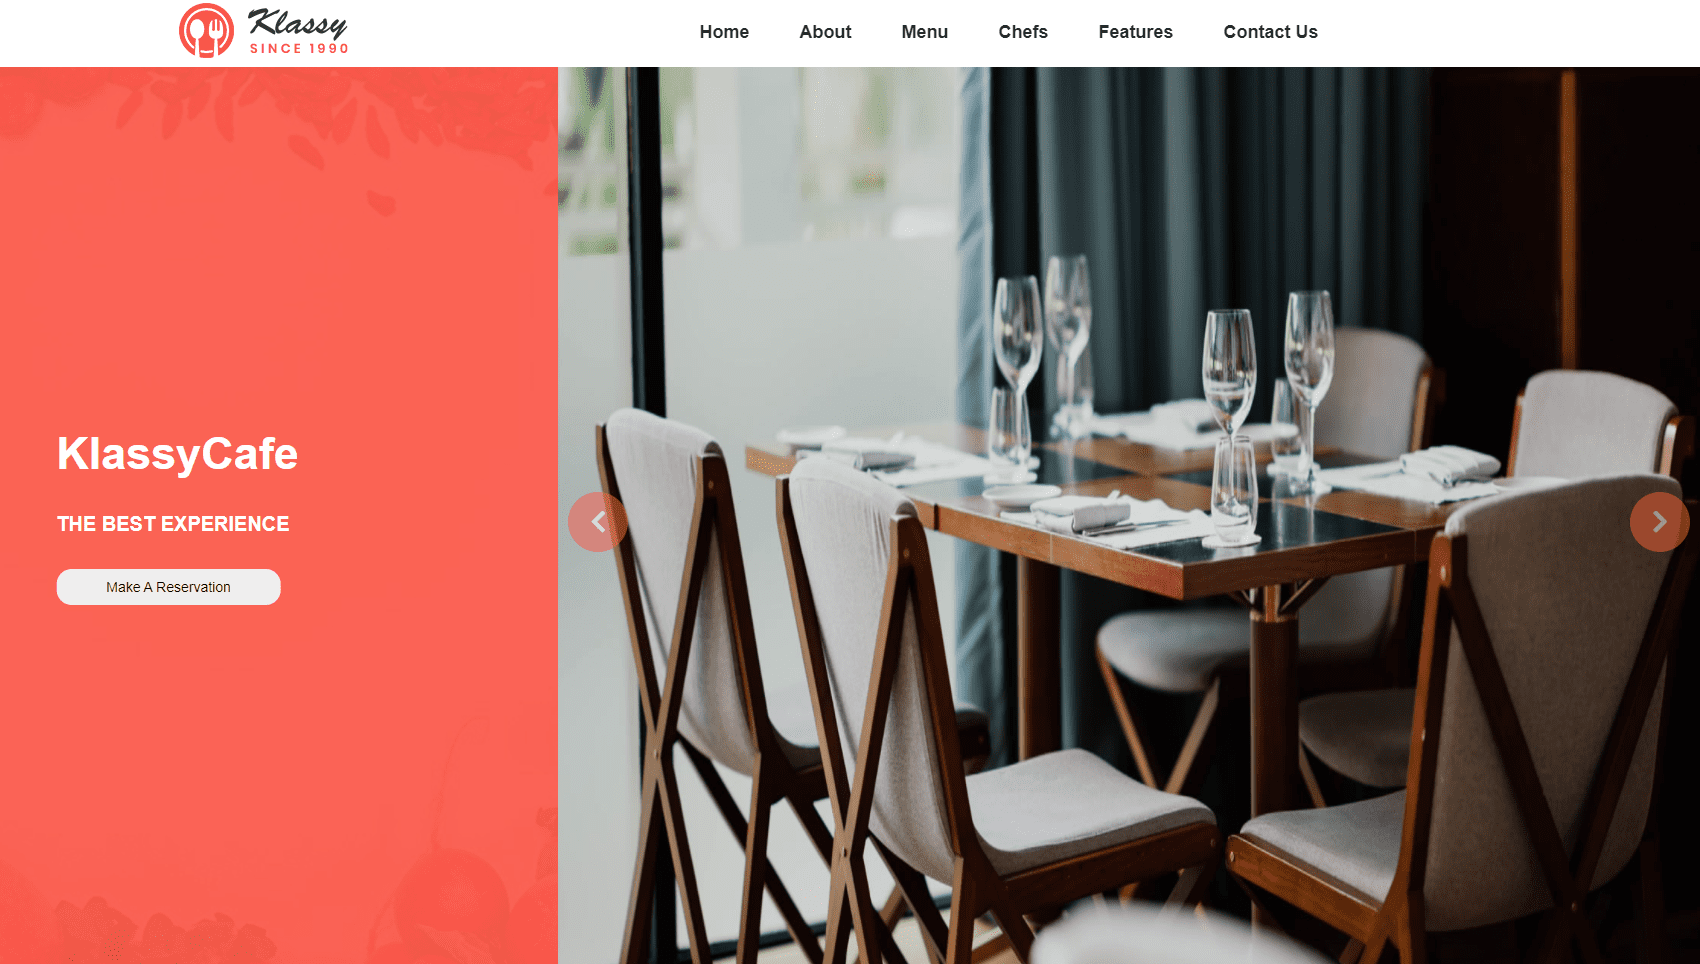 Klassy
SINCE 1990
Home About Menu Chefs Features Contact Us
KlassyCafe
THE BEST EXPERIENCE
Make A Reservation